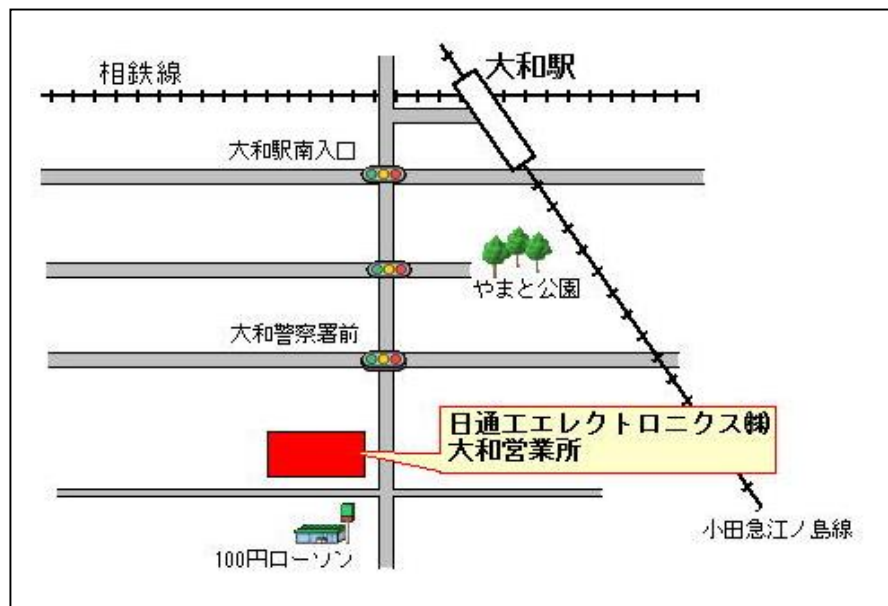 大和駅
相鉄線
大和駅南入口
やまと公園
大和警察署前
日通工エレクトロニクス㈱
大和営業所
小田急江ノ島線
100円ローソン